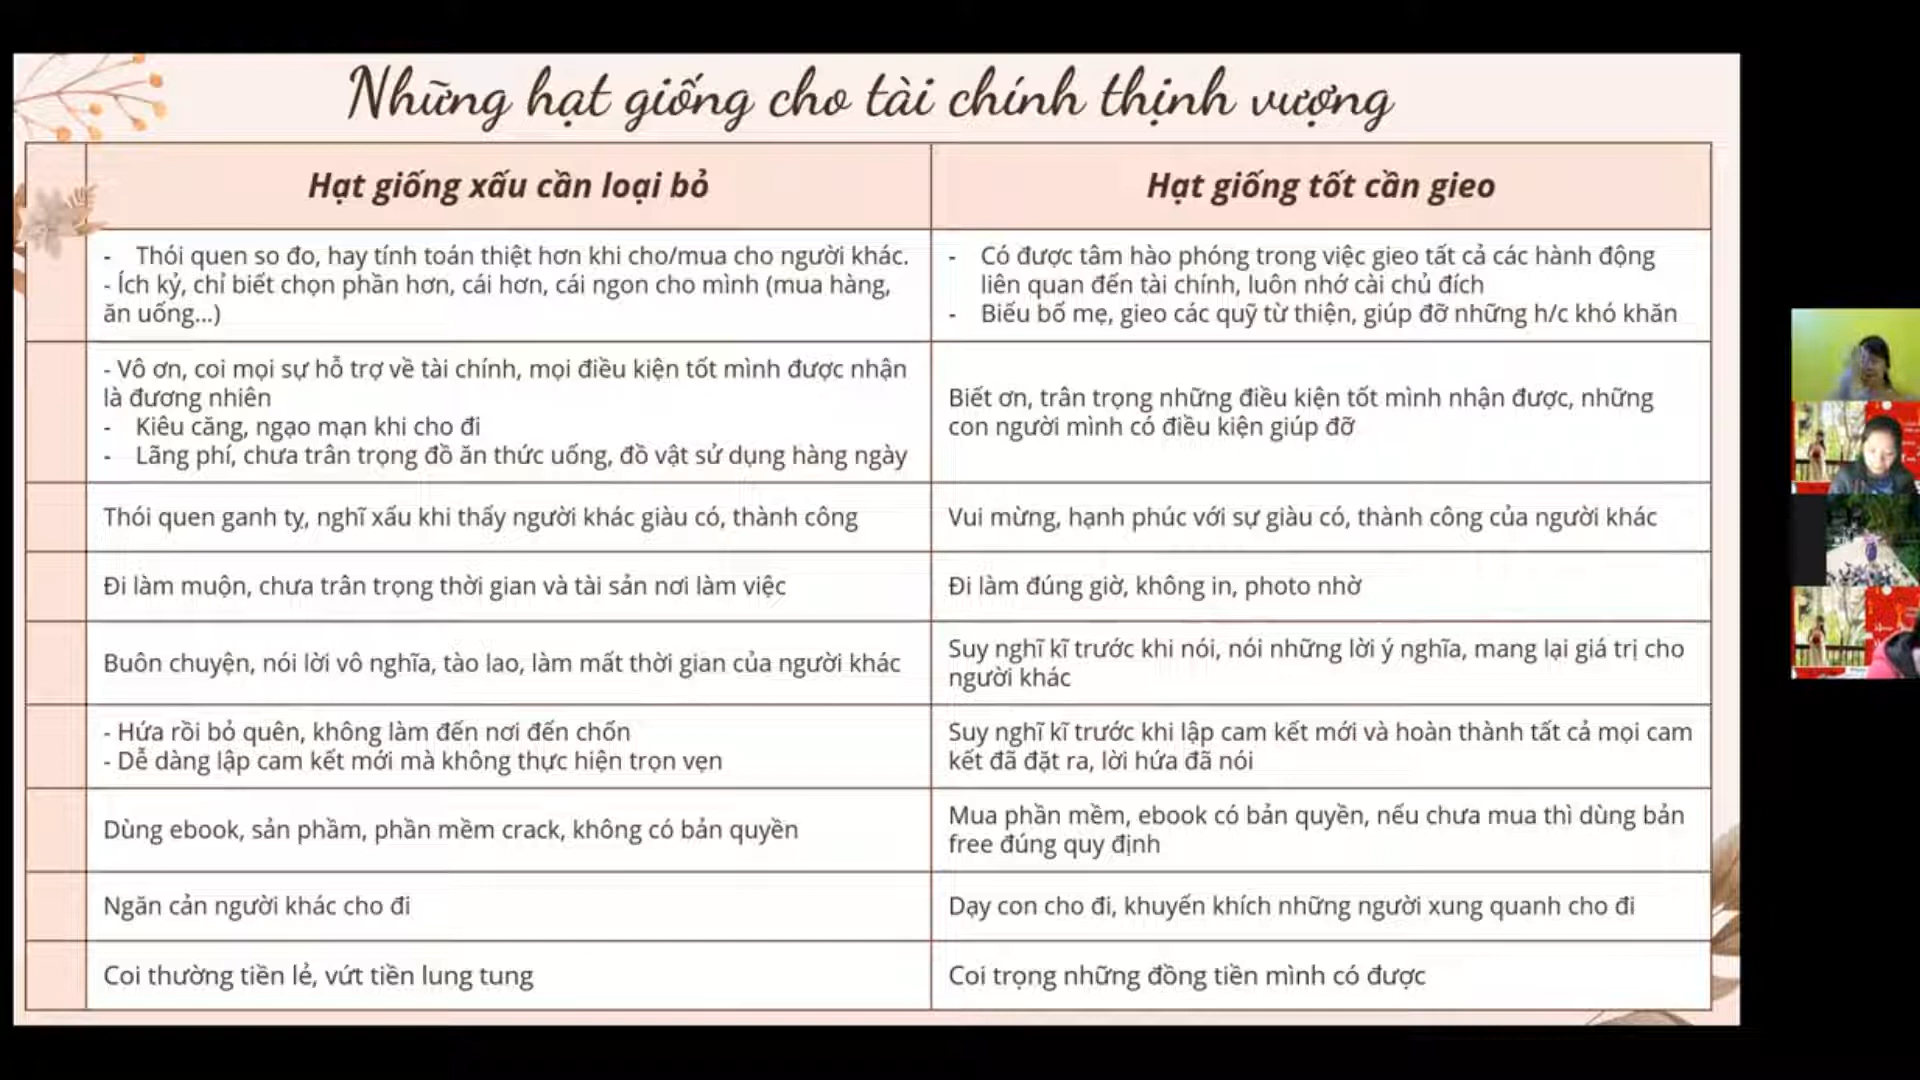 Những hạt giống cho tài chính thịnh vượng
Hạt giống xấu cần loại bỏ
Hạt giống tốt cần gieo
- Thói quen so đo, hay tính toán thiệt hơn khi cho/mua cho người khác.
- Ích kỷ, chỉ biết chọn phần hơn, cái hơn, cái ngon cho mình (mua hàng,
ăn uống...)
- Có được tâm hào phóng trong việc gieo tất cả các hành động
liên quan đến tài chính, luôn nhớ cài chủ đích
- Biếu bố mẹ, gieo các quỹ từ thiện, giúp đỡ những h/c khó khăn
- Vô ơn, coi mọi sự hỗ trợ về tài chính, mọi điều kiện tốt mình được nhận
là đương nhiên
- Kiêu căng, ngạo mạn khi cho đi
- Lãng phí, chưa trân trọng đồ ăn thức uống, đồ vật sử dụng hàng ngày
Biết ơn, trân trọng những điều kiện tốt mình nhận được, những
con người mình có điều kiện giúp đỡ
Thói quen ganh tỵ, nghĩ xấu khi thấy người khác giàu có, thành công
Vui mừng, hạnh phúc với sự giàu có, thành công của người khác
Đi làm muộn, chưa trân trọng thời gian và tài sản nơi làm việc
Đi làm đúng giờ, không in, photo nhờ
Buôn chuyện, nói lời vô nghĩa, tào lao, làm mất thời gian của người khác
Suy nghĩ kĩ trước khi nói, nói những lời ý nghĩa, mang lại giá trị cho
người khác
- Hứa rồi bỏ quên, không làm đến nơi đến chốn
- Dễ dàng lập cam kết mới mà không thực hiện trọn vẹn
Suy nghĩ kĩ trước khi lập cam kết mới và hoàn thành tất cả mọi cam
kết đã đặt ra, lời hứa đã nói
Dùng ebook, sản phầm, phần mềm crack, không có bản quyền
Mua phần mềm, ebook có bản quyền, nếu chưa mua thì dùng bản
free đúng quy định
Ngăn cản người khác cho đi
Dạy con cho đi, khuyến khích những người xung quanh cho đi
Coi thường tiền lẻ, vứt tiền lung tung
Coi trọng những đồng tiền mình có được